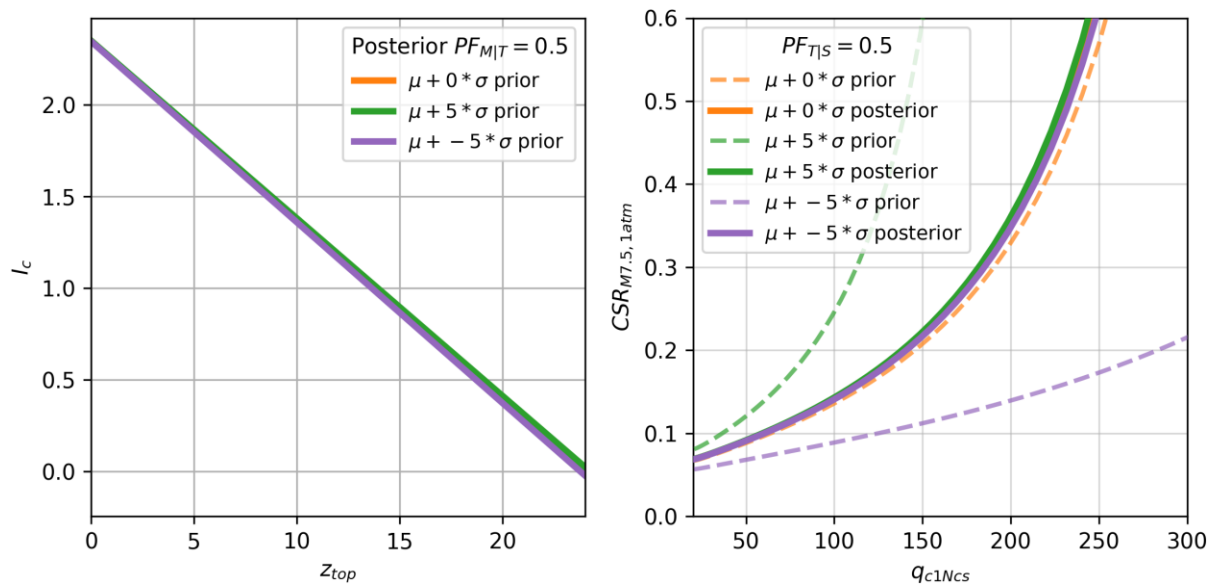 Posterior $PF_{M|T} = 0.5$
μ + 0 * σ prior
μ + 5 * σ prior
μ + − 5 * σ prior
2.0
1.5
1.0
0.5
0.0
I_c
0 5 10 15 20
z_{top}
PF_{T|S} = 0.5
μ + 0 * σ prior
μ + 0 * σ posterior
μ + 5 * σ prior
μ + 5 * σ posterior
μ + − 5 * σ prior
μ + − 5 * σ posterior
0.6
0.5
0.4
0.3
0.2
0.1
0.0
CSR_{M7.5, 1atm}
50 100 150 200 250 300
q_{c1Ncs}